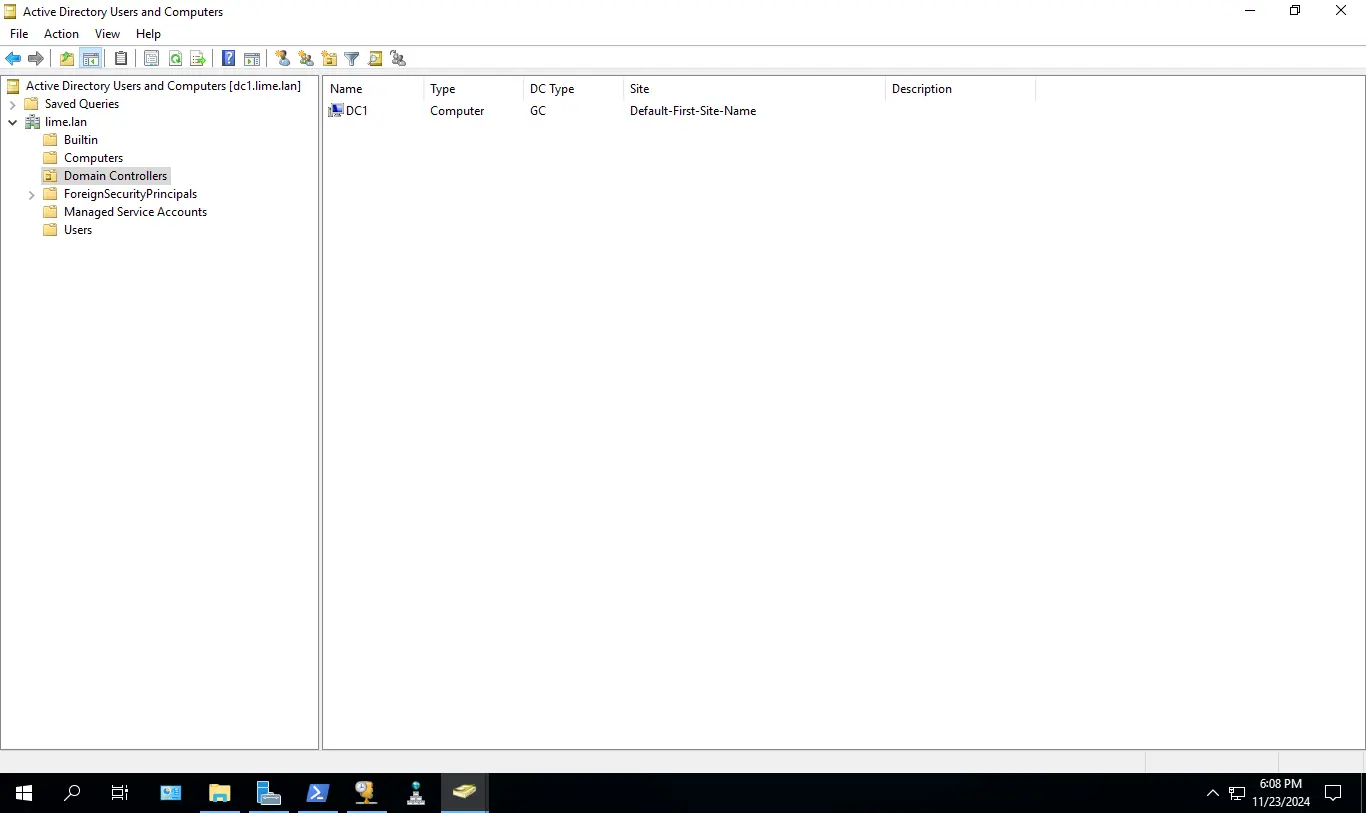 Active Directory Users and Computers
File Action View Help
Active Directory Users and Computers [dc1.lime.lan]
Saved Queries
lime.lan
Builtin
Computers
Domain Controllers
ForeignSecurityPrincipals
Managed Service Accounts
Users
Name Type DC Type Site Description
DC1 Computer GC Default-First-Site-Name
6:08 PM
11/23/2024